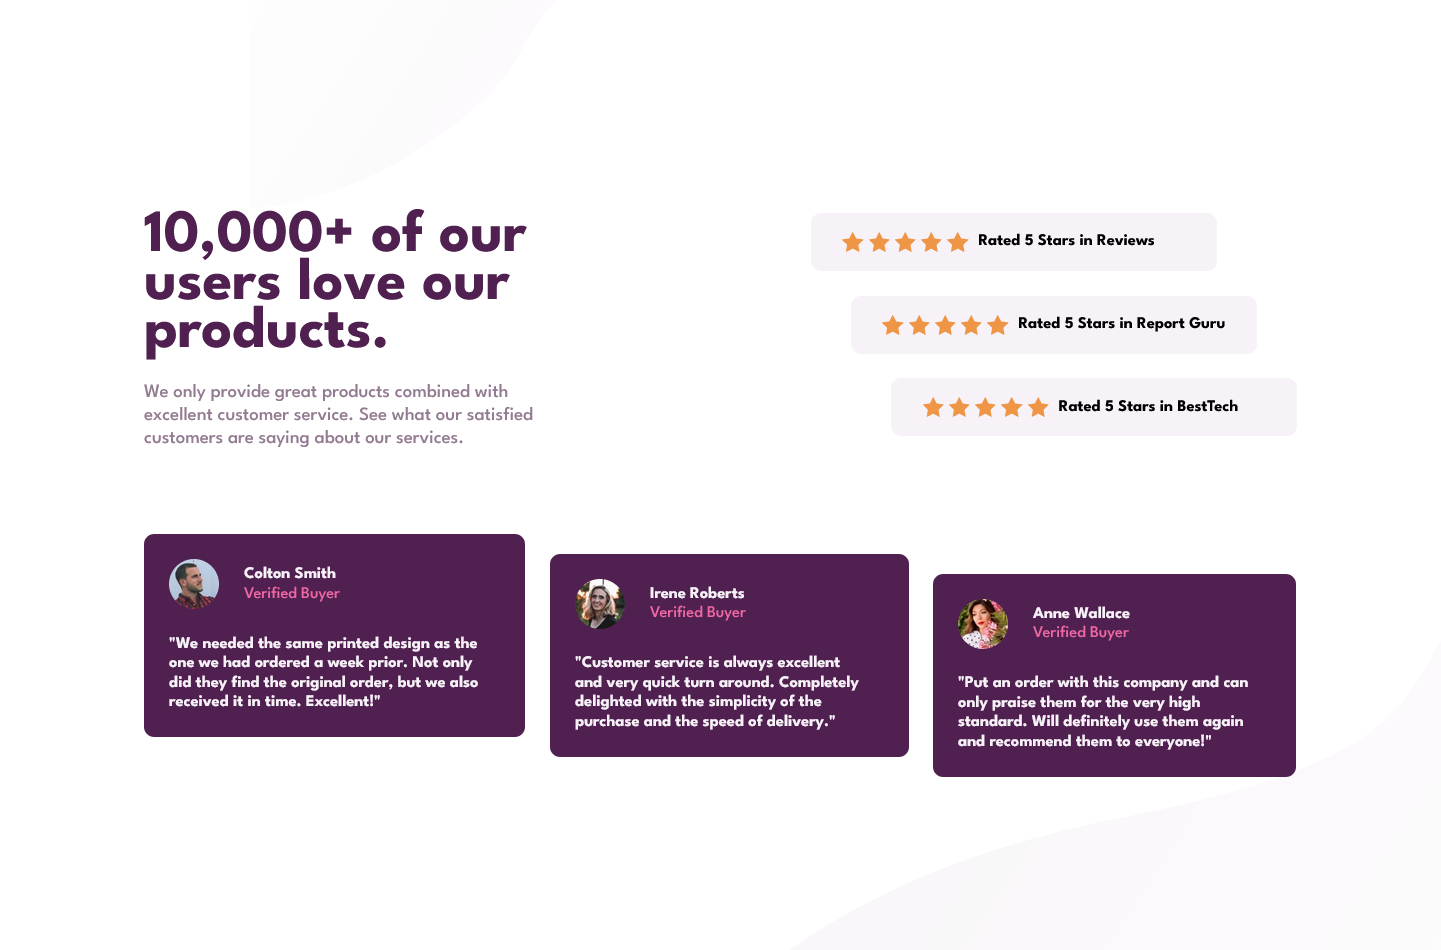 10,000+ of our
users love our
products.
We only provide great products combined with
excellent customer service. See what our satisfied
customers are saying about our services.
Rated 5 Stars in Reviews
Rated 5 Stars in Report Guru
Rated 5 Stars in BestTech
Colton Smith
Verified Buyer
"We needed the same printed design as the
one we had ordered a week prior. Not only
did they find the original order, but we also
received it in time. Excellent!"
Irene Roberts
Verified Buyer
"Customer service is always excellent
and very quick turn around. Completely
delighted with the simplicity of the
purchase and the speed of delivery."
Anne Wallace
Verified Buyer
"Put an order with this company and can
only praise them for the very high
standard. Will definitely use them again
and recommend them to everyone!"